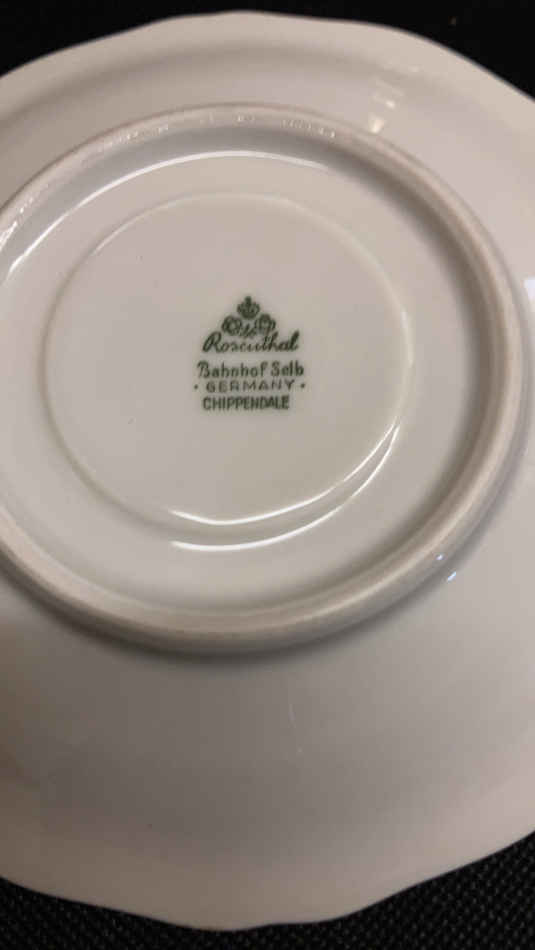 Rosenthal
Bahnhof Selb
· GERMANY ·
CHIPPENDALE